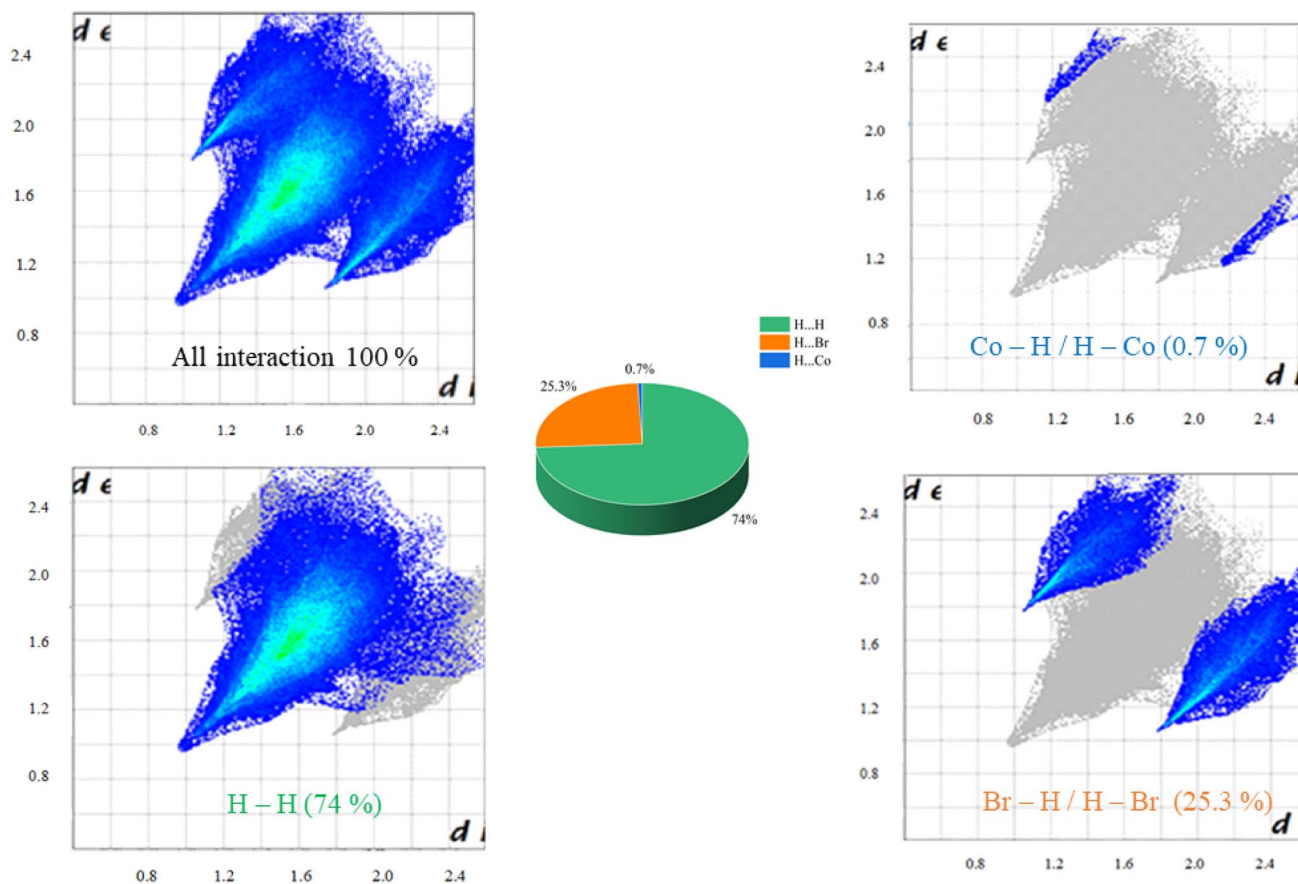 d e
2.4
2.0
1.6
1.2
0.8
All interaction 100 %
d i
0.8 1.2 1.6 2.0 2.4
d e
2.4
2.0
1.6
1.2
0.8
Co – H / H – Co (0.7 %)
d i
0.8 1.2 1.6 2.0 2.4
H...H
H...Br
H...Co
0.7%
25.3%
74%
d e
2.4
2.0
1.6
1.2
0.8
H – H (74 %)
d i
0.8 1.2 1.6 2.0 2.4
d e
2.4
2.0
1.6
1.2
0.8
Br – H / H – Br (25.3 %)
d
0.8 1.2 1.6 2.0 2.4